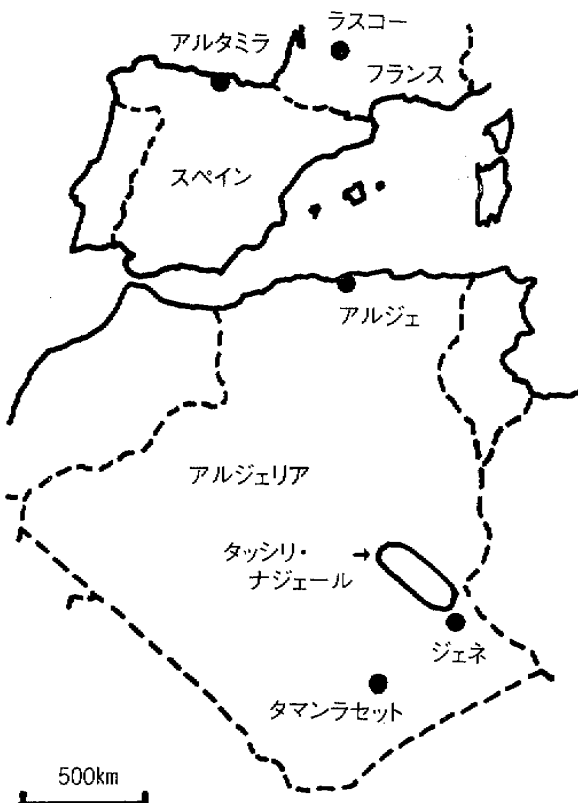 ラスコー
アルタミラ
フランス
スペイン
アルジェ
アルジェリア
タッシリ・
ナジェール
→
ジェネ
タマンラセット
500km